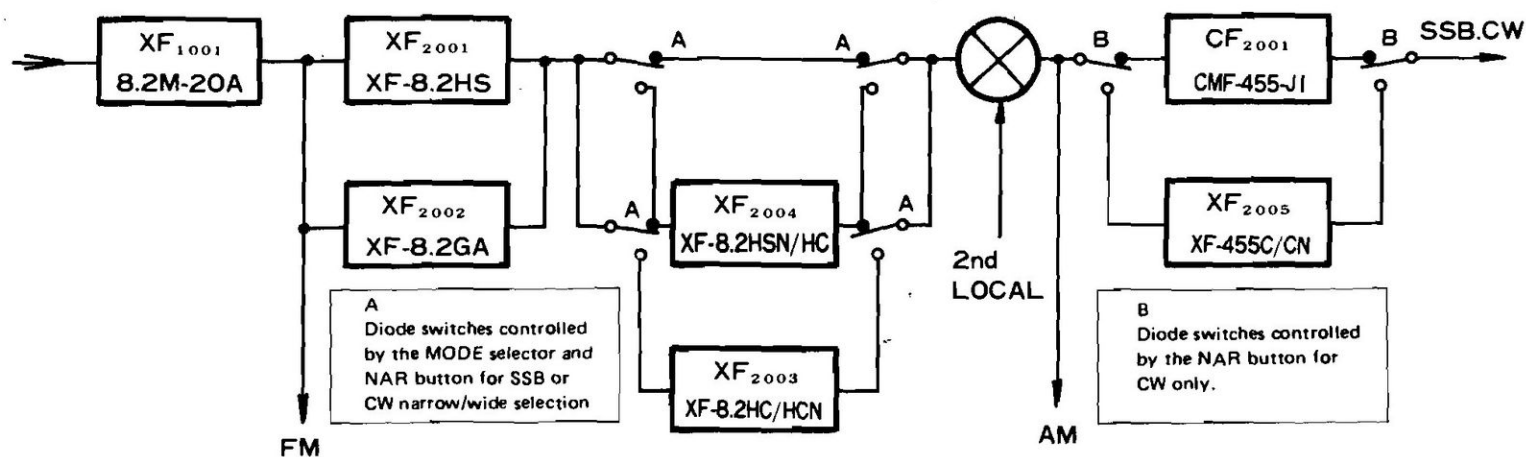 XF1001
8.2M-20A
XF2001
XF-8.2HS
A
A
B
CF2001
CMF-455-J1
B
SSB.CW
XF2002
XF-8.2GA
A
XF2004
XF-8.2HSN/HC
A
2nd
LOCAL
XF2005
XF-455C/CN
A
Diode switches controlled
by the MODE selector and
NAR button for SSB or
CW narrow/wide selection
XF2003
XF-8.2HC/HCN
B
Diode switches controlled
by the NAR button for
CW only.
FM
AM